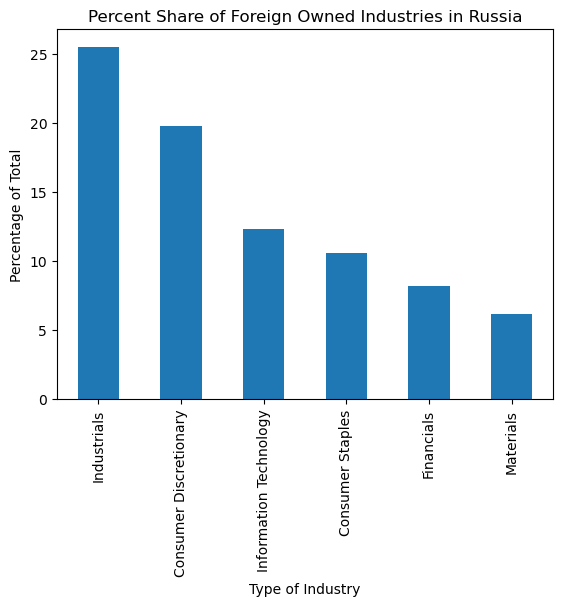 Percent Share of Foreign Owned Industries in Russia
Percentage of Total
25
20
15
10
5
0
Industrials
Consumer Discretionary
Information Technology
Consumer Staples
Financials
Materials
Type of Industry